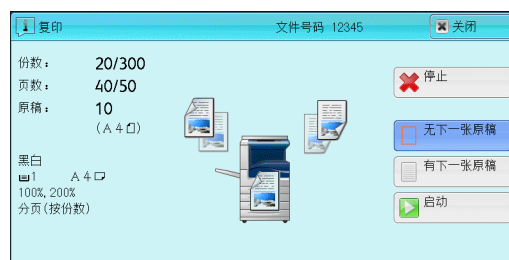 复印
文件号码 12345
关闭
份数： 20/300
页数： 40/50
原稿： 10
(A4)
黑白
1 A4
100%, 200%
分页(按份数)
停止
无下一张原稿
有下一张原稿
启动